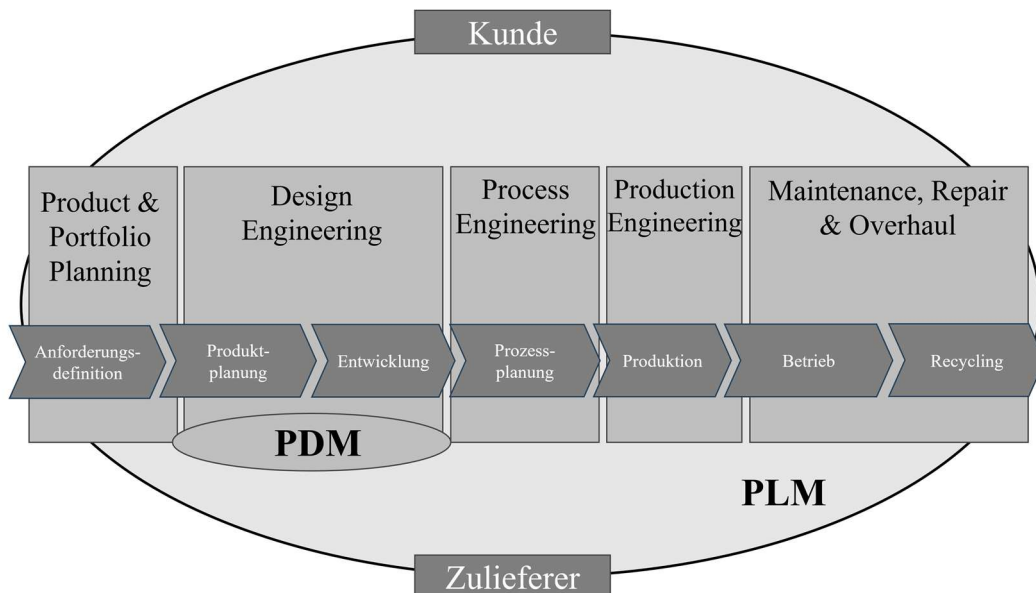 Kunde
Product &
Portfolio
Planning
Design
Engineering
Process
Engineering
Production
Engineering
Maintenance, Repair
& Overhaul
Anforderungs-
definition
Produkt-
planung
Entwicklung
Prozess-
planung
Produktion
Betrieb
Recycling
PDM
PLM
Zulieferer